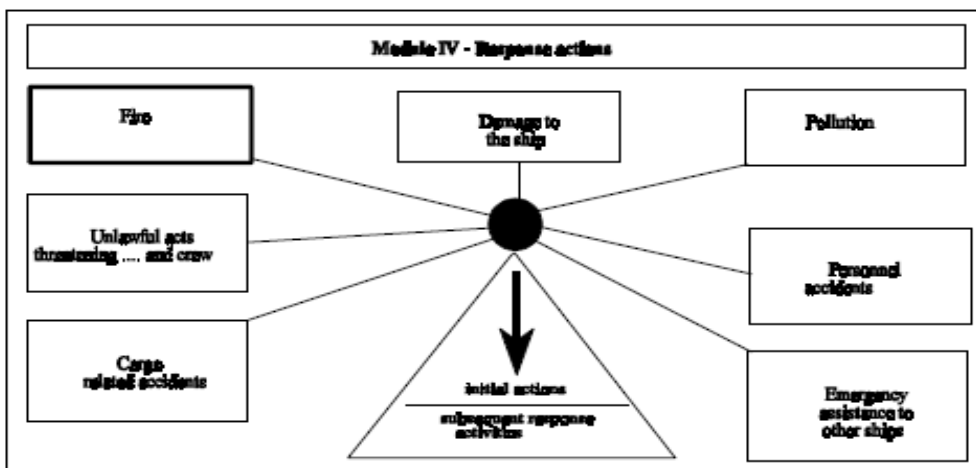 Module IV - Response actions
Fire
Damage to
the ship
Pollution
Unlawful acts
threatening .... and crew
Personnel
accidents
Cargo
related accidents
initial actions
subsequent response
activities
Emergency
assistance to
other ships